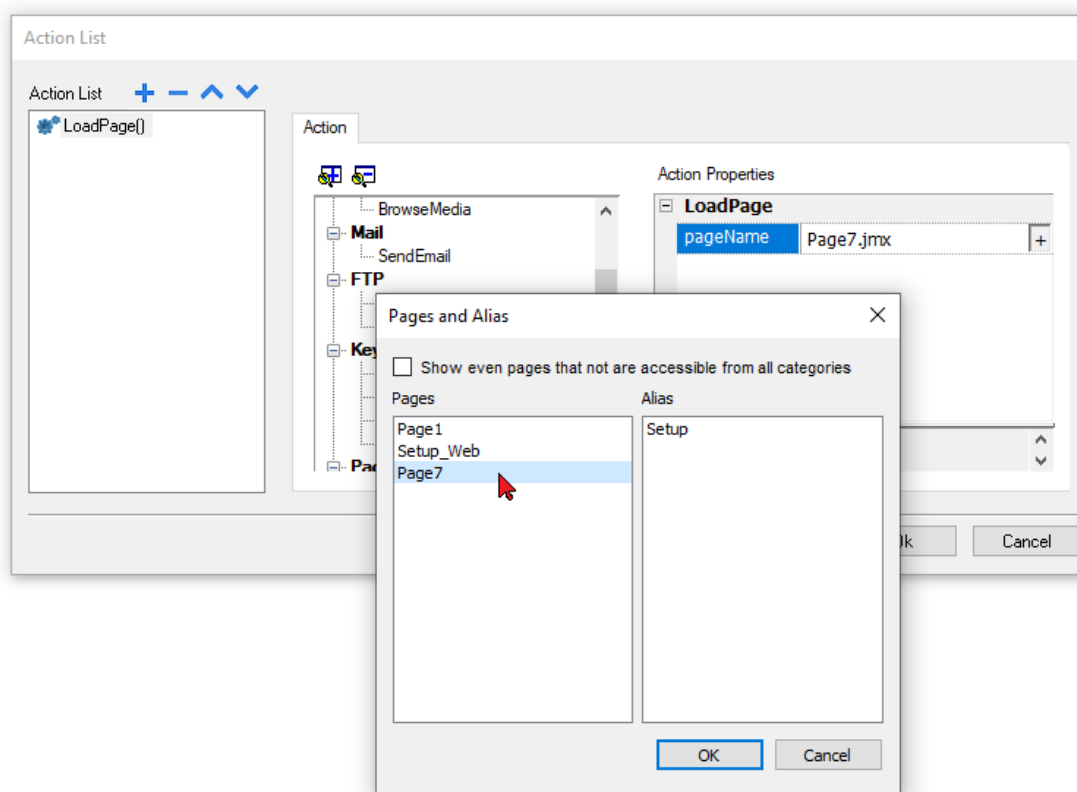 Action List
Action List
LoadPage()
Action
Action Properties
BrowseMedia
Mail
SendEmail
FTP
LoadPage
pageName Page7.jmx +
Pages and Alias
Show even pages that not are accessible from all categories
Pages Alias
Page1 Setup
Setup_Web
Page7
Cancel
OK Cancel